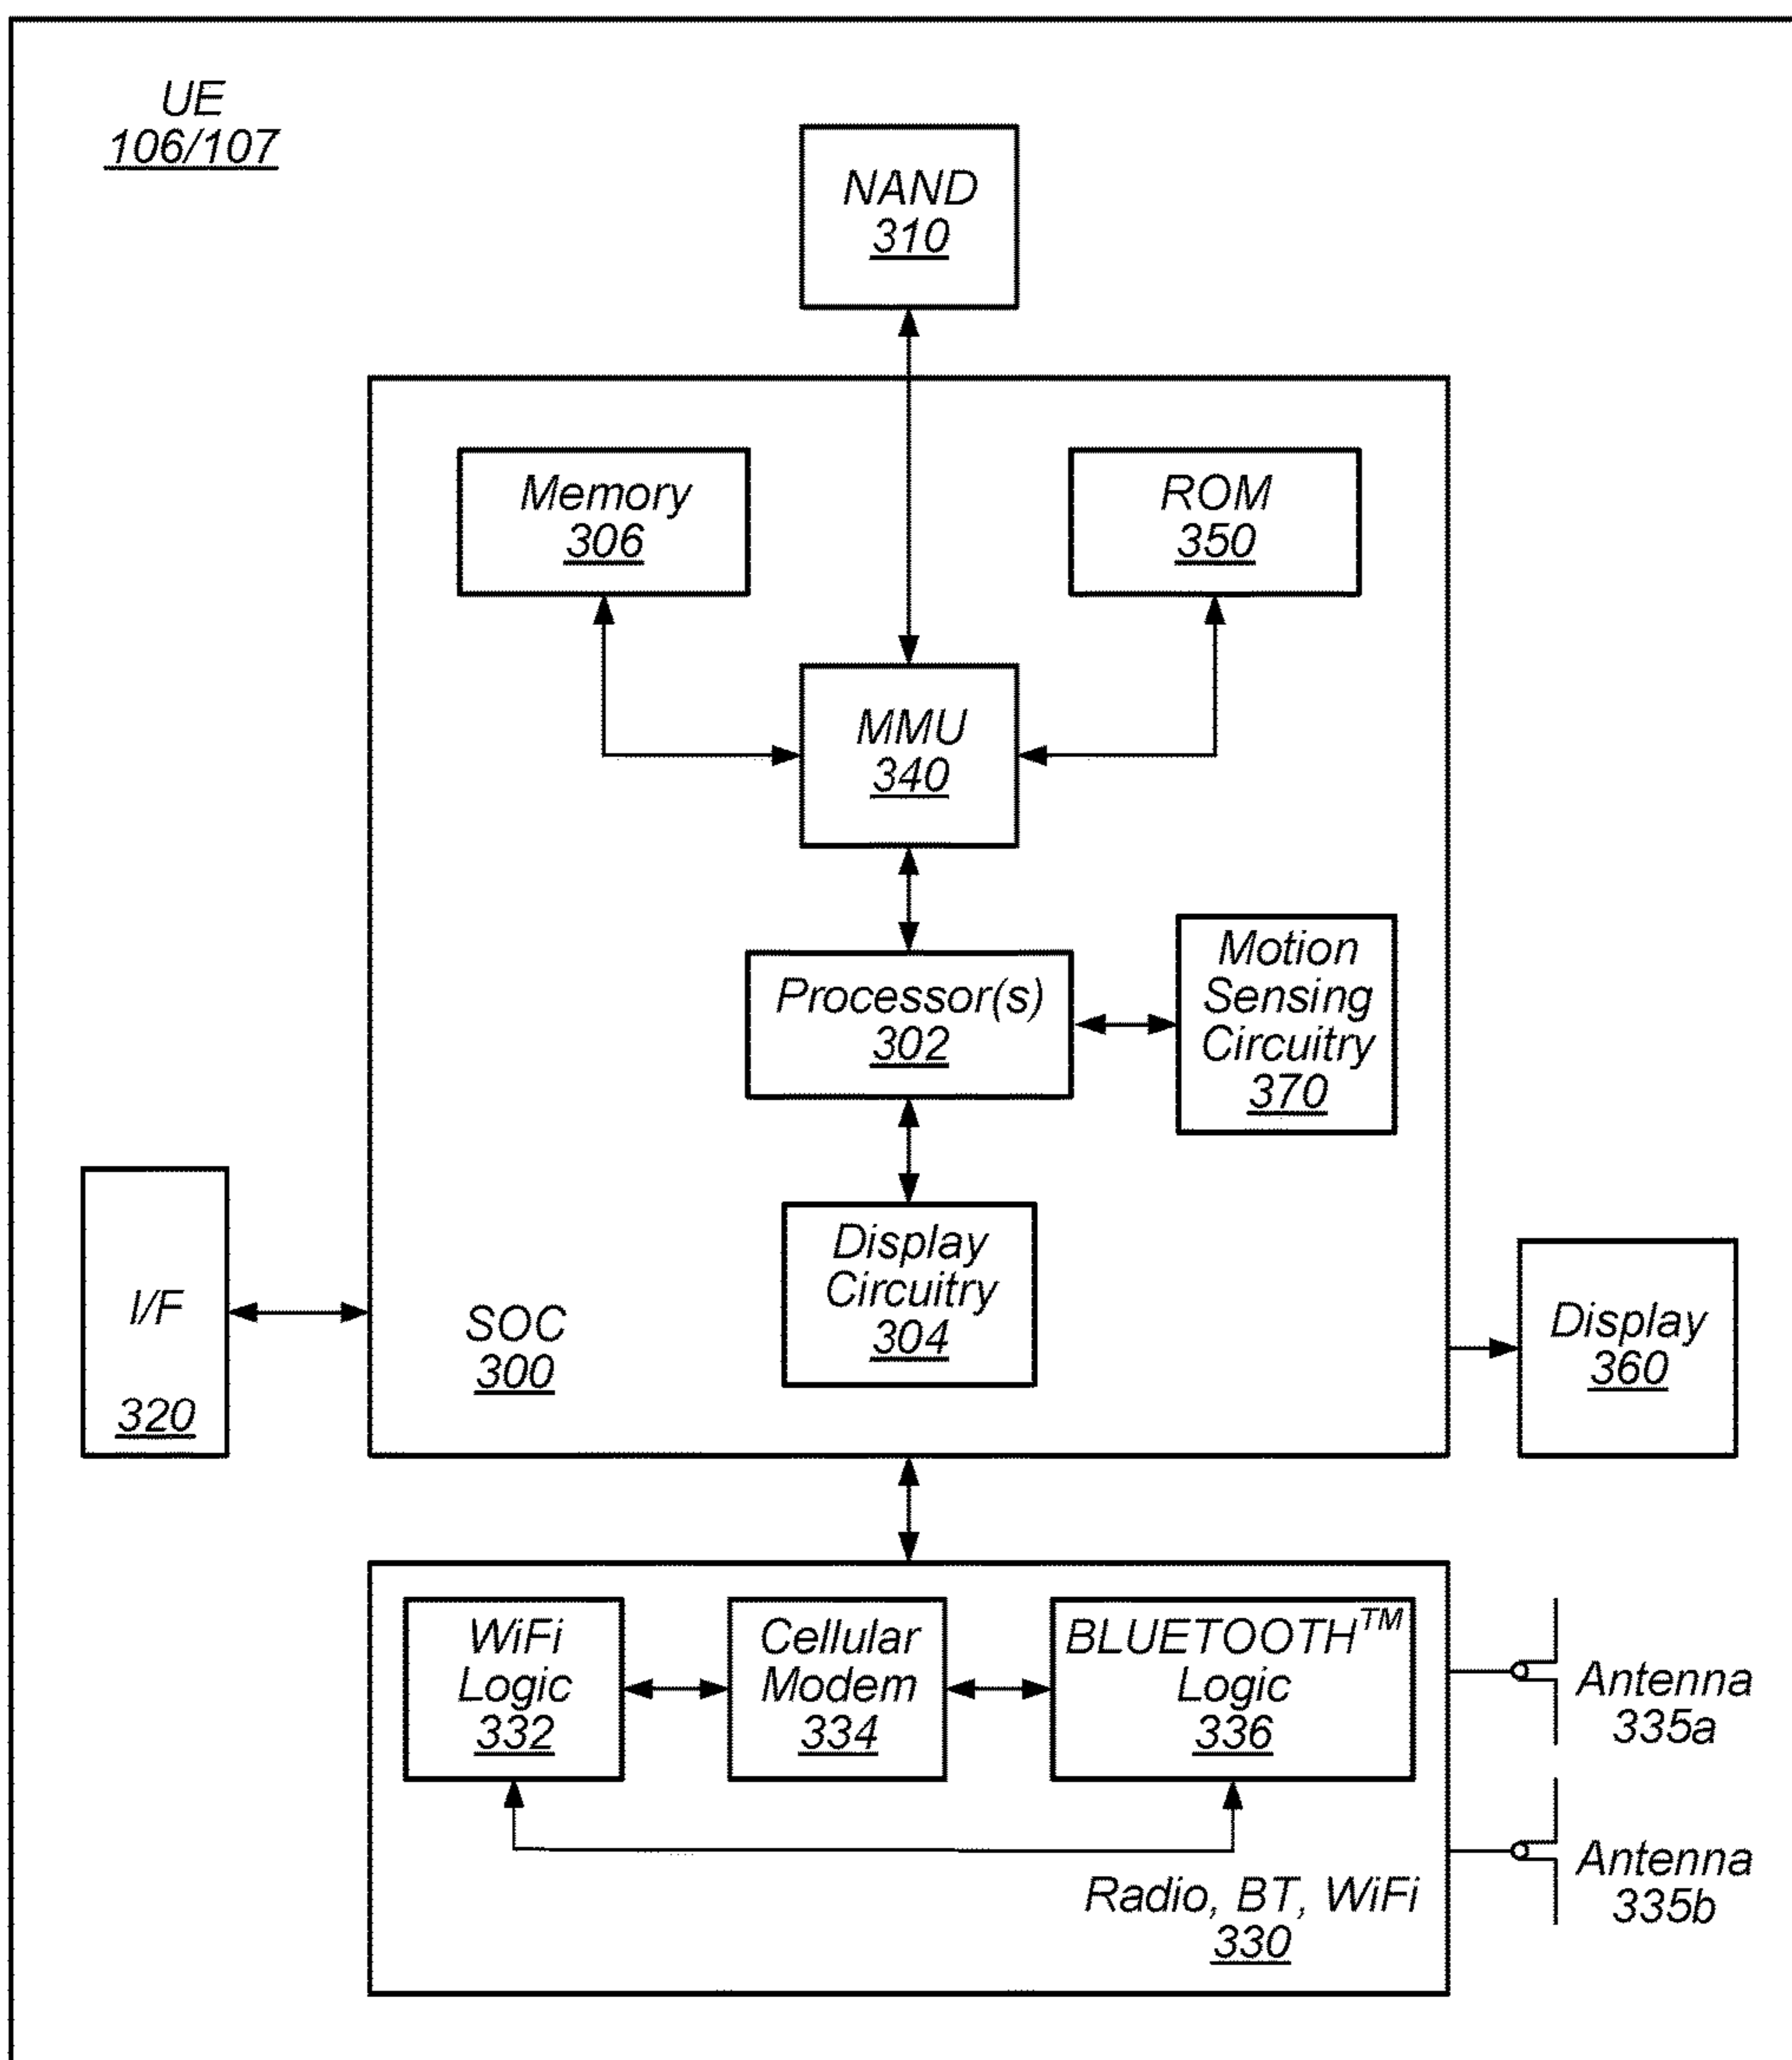 UE
106/107
NAND
310
Memory
306
ROM
350
MMU
340
Processor(s)
302
Motion
Sensing
Circuitry
370
Display
Circuitry
304
I/F
320
SOC
300
Display
360
WiFi
Logic
332
Cellular
Modem
334
BLUETOOTH™
Logic
336
Antenna
335a
Antenna
335b
Radio, BT, WiFi
330